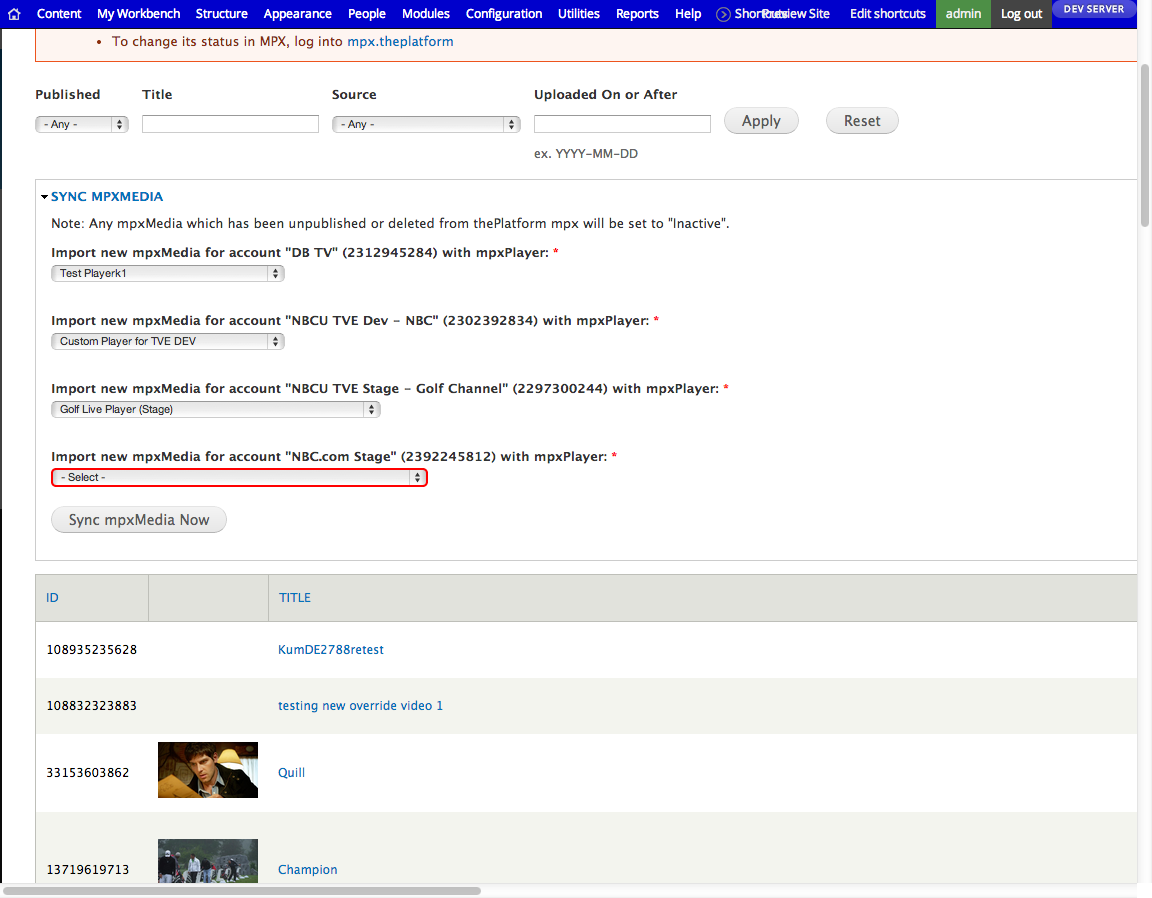 Content My Workbench Structure Appearance People Modules Configuration Utilities Reports Help Shortcuts Preview Site Edit shortcuts admin Log out DEV SERVER
To change its status in MPX, log into mpx.theplatform
Published Title Source Uploaded On or After
- Any - - Any - Apply Reset
ex. YYYY-MM-DD
SYNC MPXMEDIA
Note: Any mpxMedia which has been unpublished or deleted from thePlatform mpx will be set to "Inactive".
Import new mpxMedia for account "DB TV" (2312945284) with mpxPlayer: *
Test Playerk1
Import new mpxMedia for account "NBCU TVE Dev - NBC" (2302392834) with mpxPlayer: *
Custom Player for TVE DEV
Import new mpxMedia for account "NBCU TVE Stage - Golf Channel" (2297300244) with mpxPlayer: *
Golf Live Player (Stage)
Import new mpxMedia for account "NBC.com Stage" (2392245812) with mpxPlayer: *
- Select -
Sync mpxMedia Now
ID TITLE
108935235628 KumDE2788retest
108832323883 testing new override video 1
33153603862 Quill
13719619713 Champion